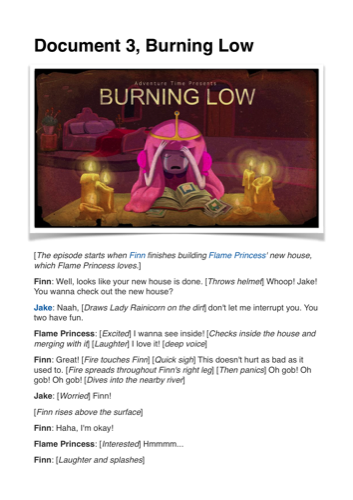 Document 3, Burning Low
Adventure Time Presents
BURNING LOW
[The episode starts when Finn finishes building Flame Princess' new house,
which Flame Princess loves.]
Finn: Well, looks like your new house is done. [Throws helmet] Whoop! Jake!
You wanna check out the new house?
Jake: Naah, [Draws Lady Rainicorn on the dirt] don't let me interrupt you. You
two have fun.
Flame Princess: [Excited] I wanna see inside! [Checks inside the house and
merging with it] [Laughter] I love it! [deep voice]
Finn: Great! [Fire touches Finn] [Quick sigh] This doesn't hurt as bad as it
used to. [Fire spreads throughout Finn's right leg] [Then panics] Oh gob! Oh
gob! Oh gob! [Dives into the nearby river]
Jake: [Worried] Finn!
[Finn rises above the surface]
Finn: Haha, I'm okay!
Flame Princess: [Interested] Hmmmm...
Finn: [Laughter and splashes]